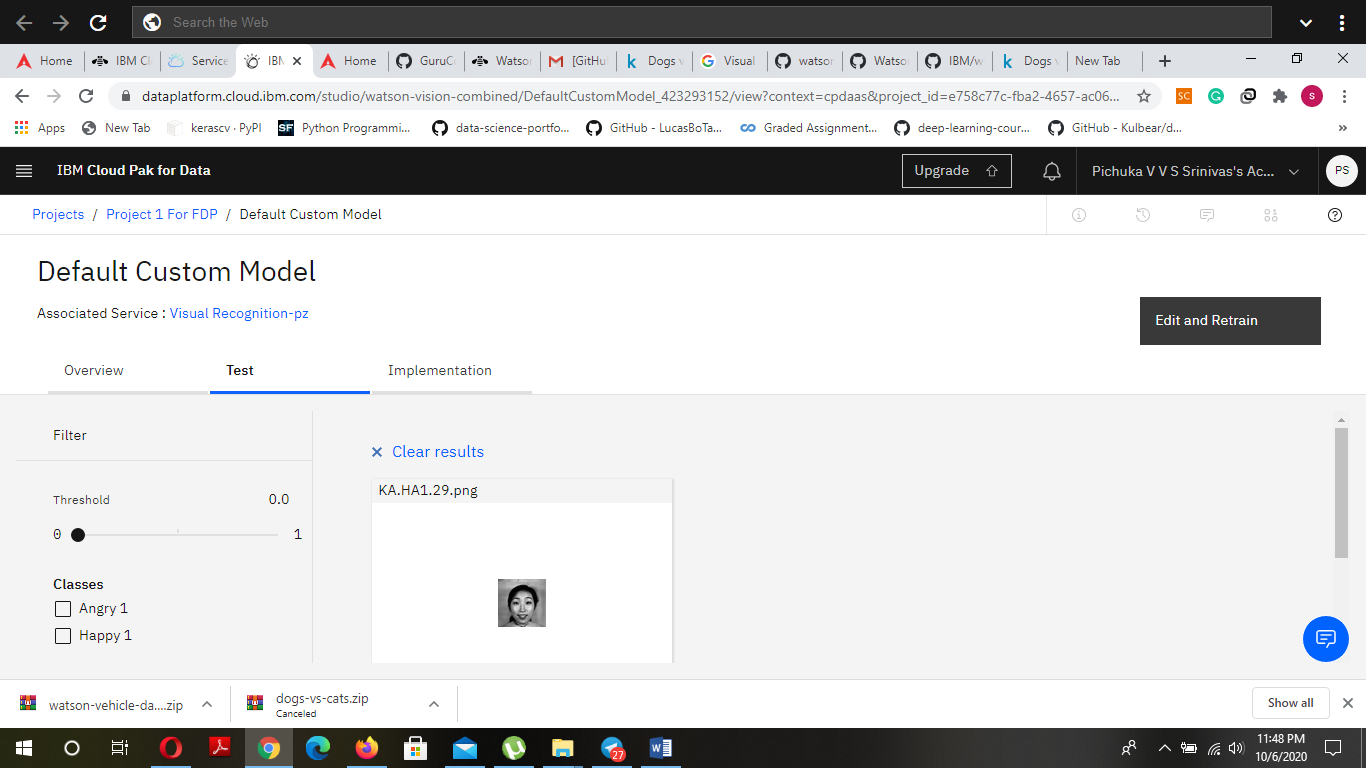 Search the Web
Home
IBM Cl
Service
IBM
Home
GuruCo
Watson
[GitHu
Dogs v
Visual
watson
Watso
IBM/w
Dogs v
New Tab
dataplatform.cloud.ibm.com/studio/watson-vision-combined/DefaultCustomModel_423293152/view?context=cpdaas&project_id=e758c77c-fba2-4657-ac06...
SC
s
Apps
New Tab
kerascv · PyPI
SF
Python Programmi...
data-science-portfo...
GitHub - LucasBoTa...
Graded Assignment...
deep-learning-cour...
GitHub - Kulbear/d...
»
IBM Cloud Pak for Data
Upgrade
Pichuka V V S Srinivas's Ac...
PS
Projects / Project 1 For FDP / Default Custom Model
Default Custom Model
Associated Service : Visual Recognition-pz
Edit and Retrain
Overview
Test
Implementation
Filter
Threshold 0.0
0 1
Classes
Angry 1
Happy 1
Clear results
KA.HA1.29.png
watson-vehicle-da....zip
dogs-vs-cats.zip
Canceled
Show all
27
11:48 PM
10/6/2020